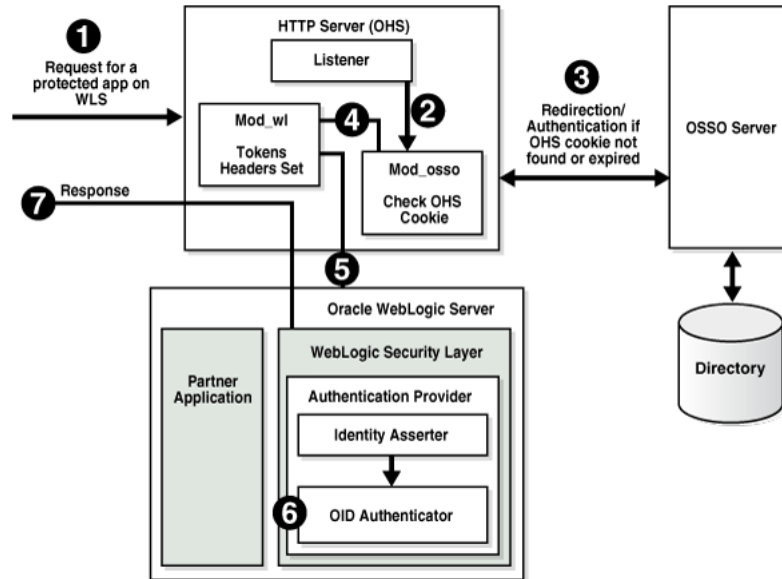 1
Request for a
protected app on
WLS
HTTP Server (OHS)
Listener
2
Mod_wl
Tokens
Headers Set
4
Mod_osso
Check OHS
Cookie
3
Redirection/
Authentication if
OHS cookie not
found or expired
OSSO Server
Directory
7
Response
5
Oracle WebLogic Server
Partner
Application
WebLogic Security Layer
Authentication Provider
Identity Asserter
6
OID Authenticator